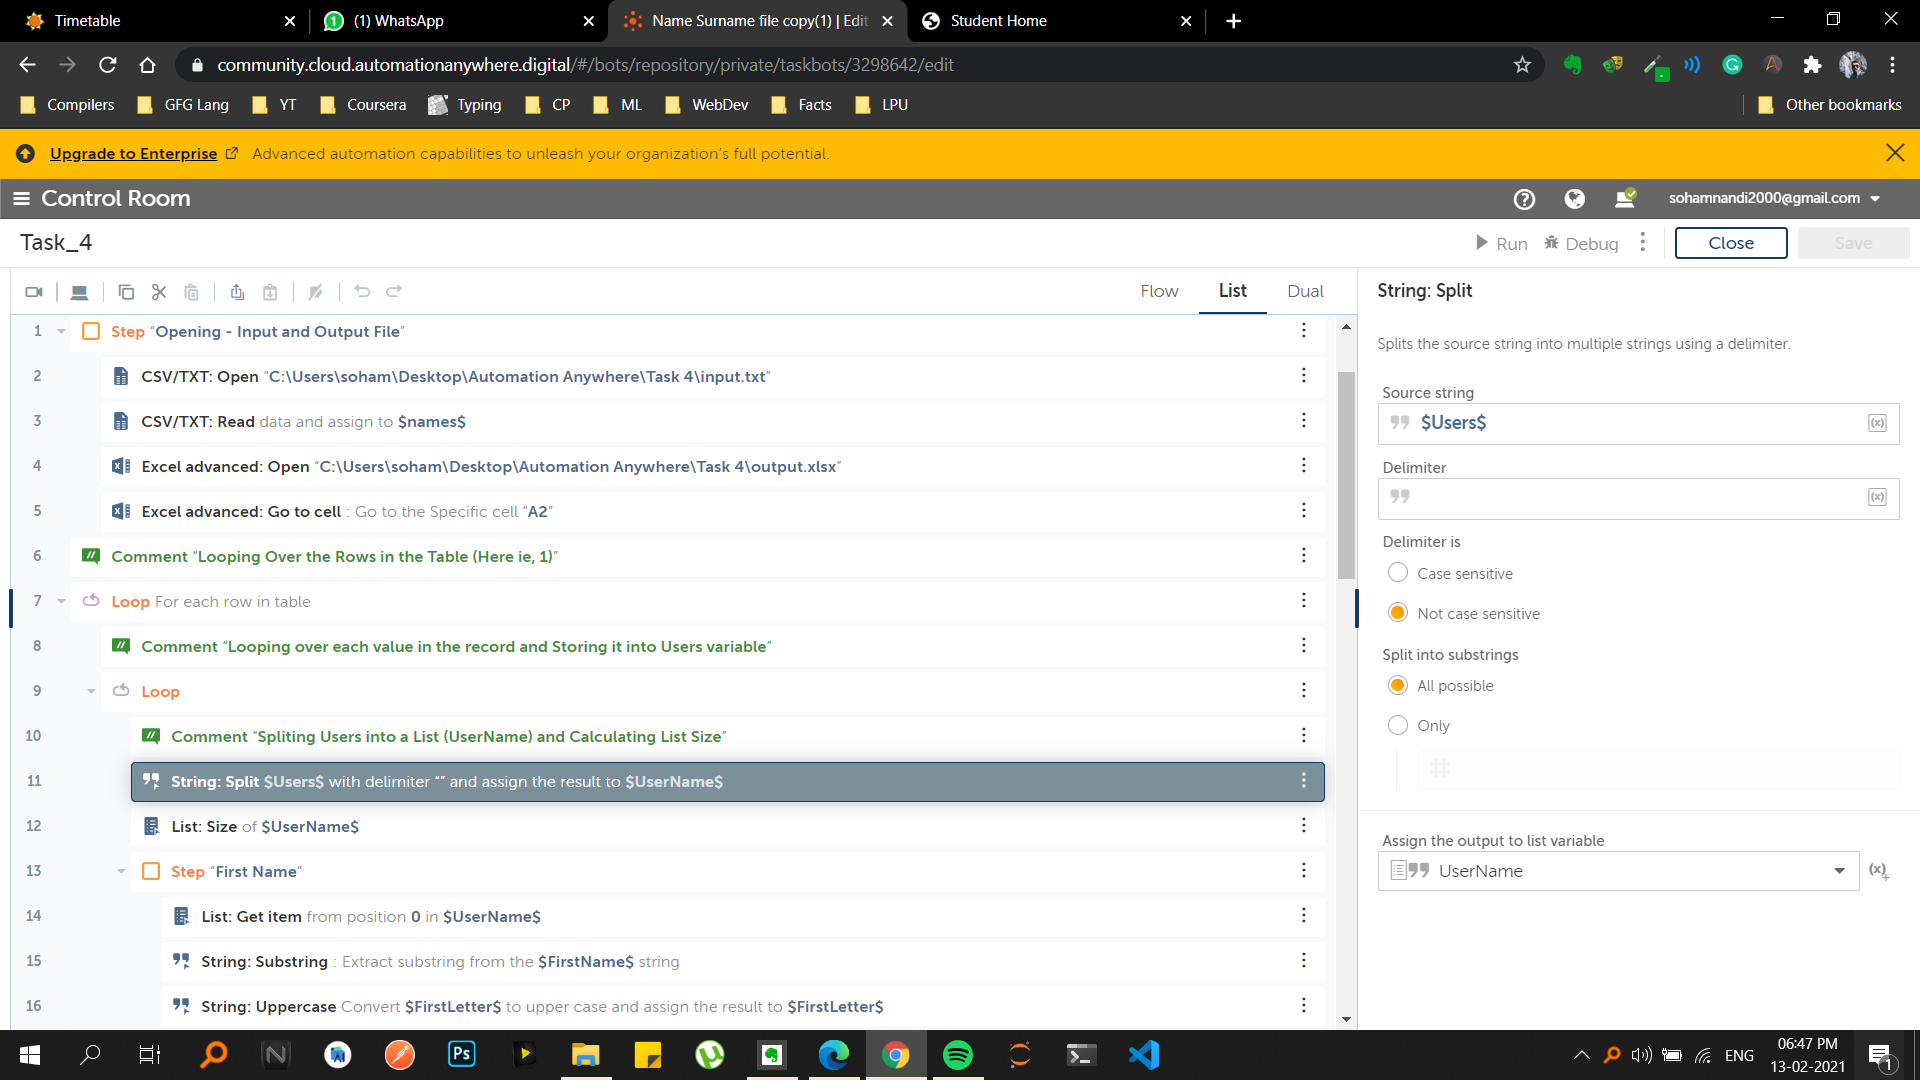 Timetable
(1) WhatsApp
Name Surname file copy(1) | Edit
Student Home
community.cloud.automationanywhere.digital/#/bots/repository/private/taskbots/3298642/edit
Compilers
GFG Lang
YT
Coursera
Typing
CP
ML
WebDev
Facts
LPU
Other bookmarks
Upgrade to Enterprise
Advanced automation capabilities to unleash your organization's full potential.
Control Room
sohamnandi2000@gmail.com
Task_4
Run
Debug
Close
Save
Flow
List
Dual
1 Step “Opening - Input and Output File”
2 CSV/TXT: Open “C:\Users\soham\Desktop\Automation Anywhere\Task 4\input.txt”
3 CSV/TXT: Read data and assign to $names$
4 Excel advanced: Open “C:\Users\soham\Desktop\Automation Anywhere\Task 4\output.xlsx”
5 Excel advanced: Go to cell : Go to the Specific cell “A2”
6 Comment “Looping Over the Rows in the Table (Here ie, 1)”
7 Loop For each row in table
8 Comment “Looping over each value in the record and Storing it into Users variable”
9 Loop
10 Comment “Spliting Users into a List (UserName) and Calculating List Size”
11 String: Split $Users$ with delimiter “” and assign the result to $UserName$
12 List: Size of $UserName$
13 Step “First Name”
14 List: Get item from position 0 in $UserName$
15 String: Substring : Extract substring from the $FirstName$ string
16 String: Uppercase Convert $FirstLetter$ to upper case and assign the result to $FirstLetter$
String: Split
Splits the source string into multiple strings using a delimiter.
Source string
$Users$
(x)
Delimiter
(x)
Delimiter is
Case sensitive
Not case sensitive
Split into substrings
All possible
Only
#
Assign the output to list variable
UserName
(x)+
Ps
ENG
06:47 PM
13-02-2021
1